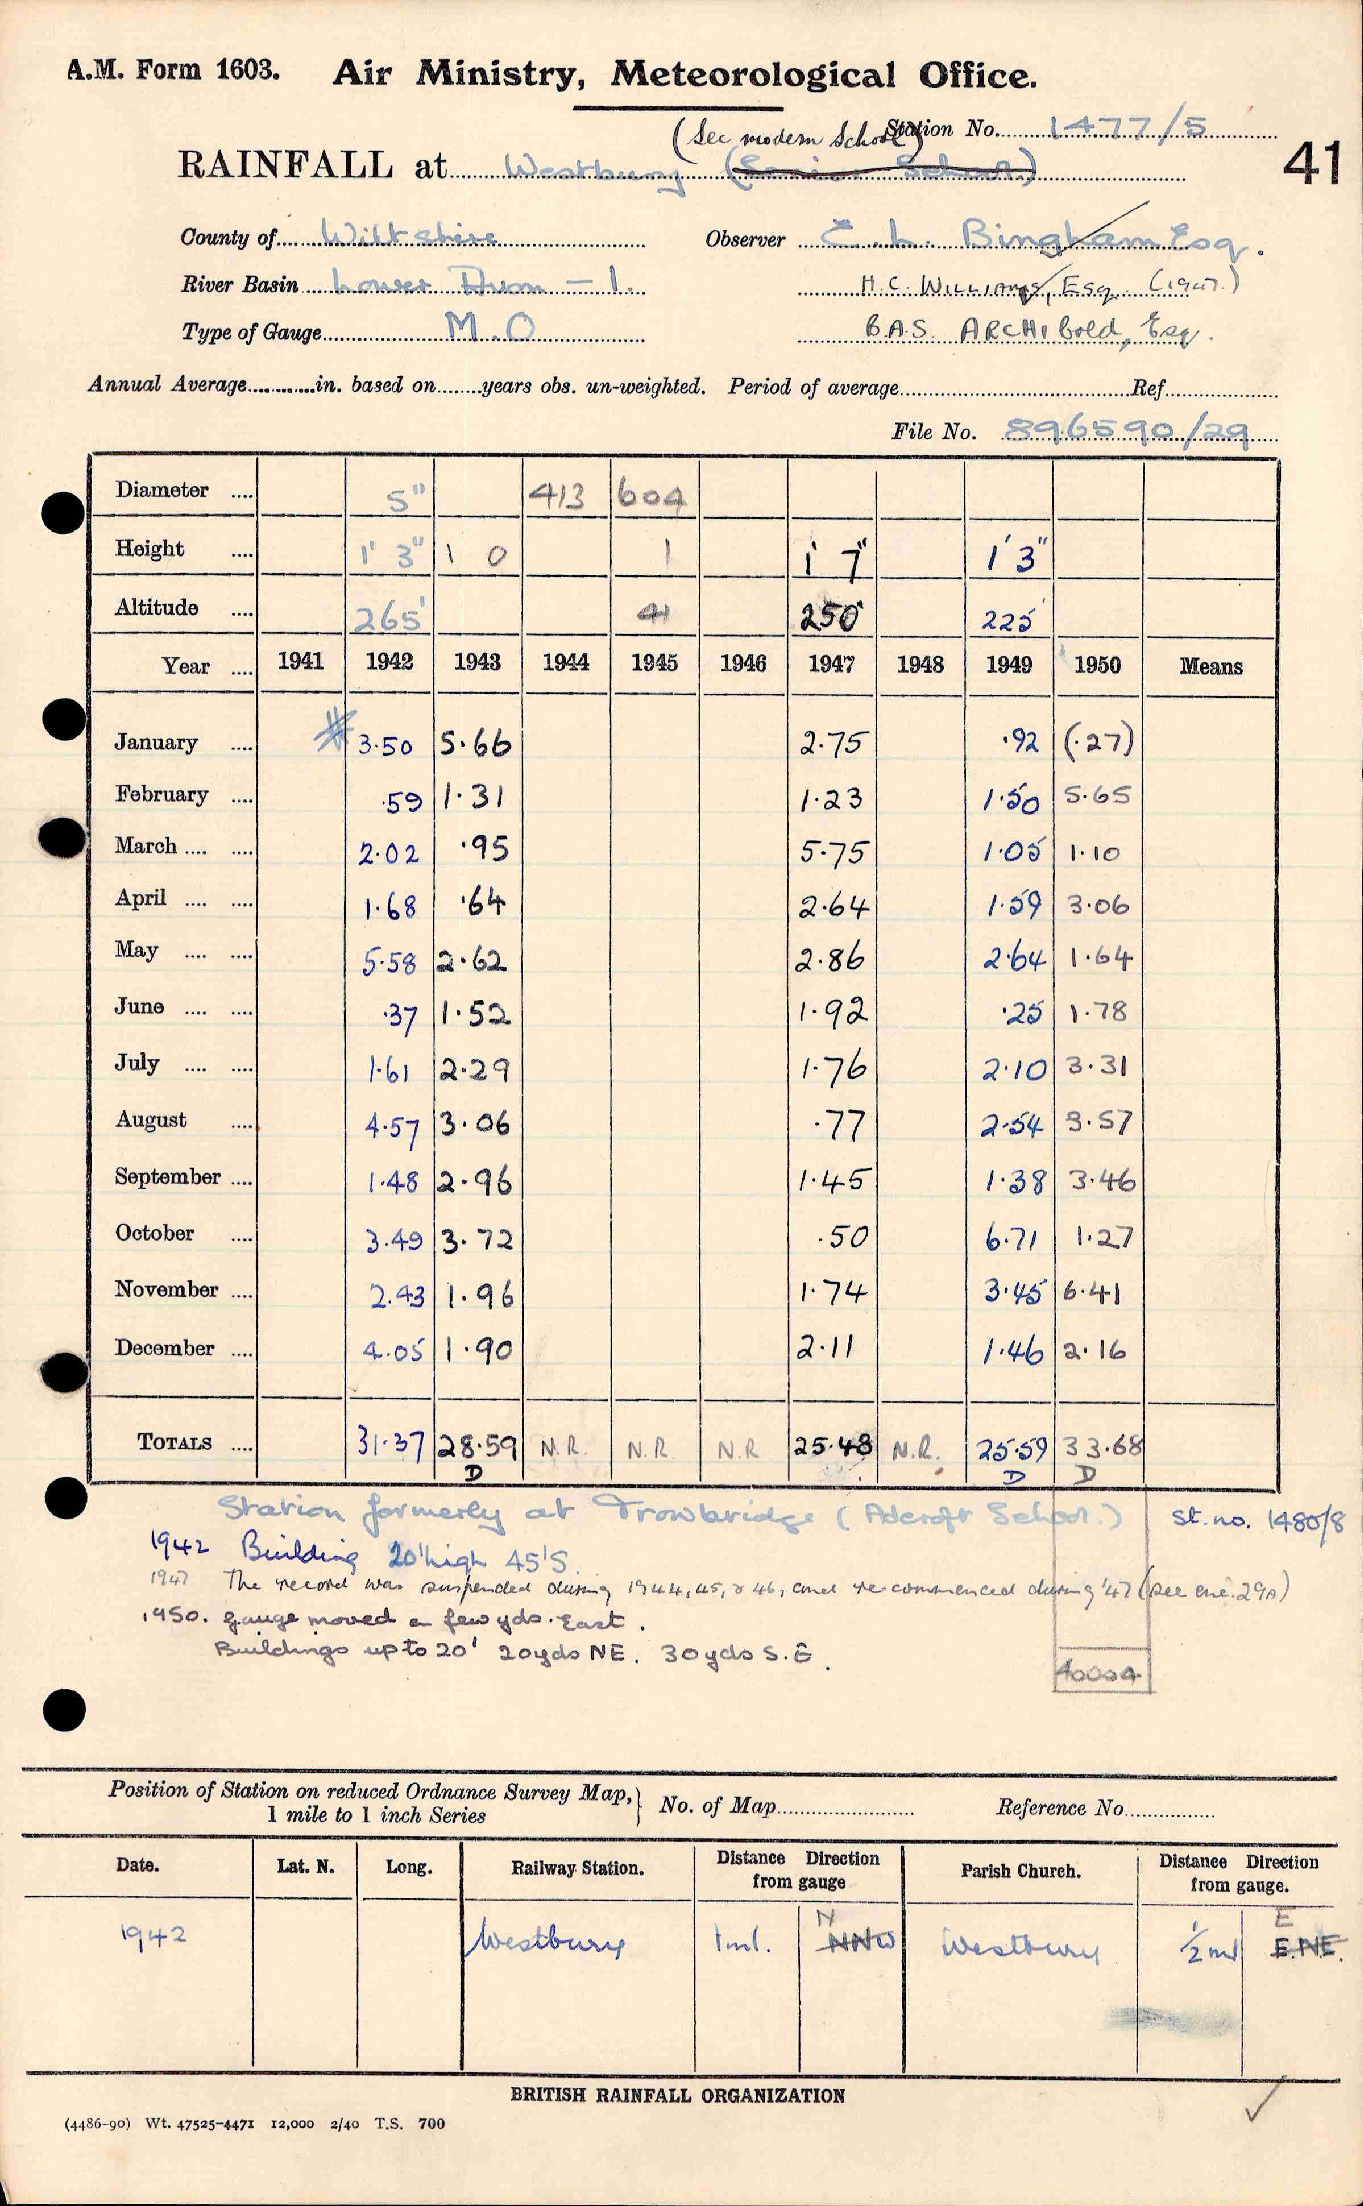 A.M. Form 1603. Air Ministry, Meteorological Office.
Station No. 1477/5
(Sec modern School)
RAINFALL at Westbury (Senior School.)
41
County of Wiltshire Observer E. L. Bingham Esq.
River Basin Lower Avon – 1. H.C. WILLIAMS, ESQ. (1947.)
Type of Gauge M.O B.A.S. ARCHIBold, Esq.
Annual Average in. based on years obs. un-weighted. Period of average Ref.
File No. 896590/29
Diameter .... 5" 413 604
Height .... 1' 3" 1 0 1 1' 7" 1' 3"
Altitude .... 265' 41 250' 225'
Year .... 1941 1942 1943 1944 1945 1946 1947 1948 1949 1950 Means
January .... # 3.50 5.66 2.75 .92 (.27)
February .... .59 1.31 1.23 1.50 5.65
March .... .... 2.02 .95 5.75 1.05 1.10
April .... .... 1.68 .64 2.64 1.59 3.06
May .... .... 5.58 2.62 2.86 2.64 1.64
June .... .... .37 1.52 1.92 .25 1.78
July .... .... 1.61 2.29 1.76 2.10 3.31
August .... 4.57 3.06 .77 2.54 3.57
September .... 1.48 2.96 1.45 1.38 3.46
October .... 3.49 3.72 .50 6.71 1.27
November .... 2.43 1.96 1.74 3.45 6.41
December .... 4.05 1.90 2.11 1.46 2.16
TOTALS .... 31.37 28.59 N.R. N.R N.R 25.48 N.R. 25.59 33.68
D D D
Station formerly at Trowbridge (Adcroft School.) St. no. 1480/8
1942 Building 20' high 45' S.
1947 The record was suspended during 1944, 45, & 46, and re-commenced during '47 (see enc. 29A)
1950. gauge moved a few yds. East.
Buildings up to 20' 20yds NE. 30yds S.E.
40004
Position of Station on reduced Ordnance Survey Map,} No. of Map Reference No.
1 mile to 1 inch Series
Date. Lat. N. Long. Railway Station. Distance Direction from gauge Parish Church. Distance Direction from gauge.
N E
1942 Westbury 1 ml. NNW Westbury 1/2 ml E.NE.
BRITISH RAINFALL ORGANIZATION
(4486-90) Wt. 47525-4471 12,000 2/40 T.S. 700